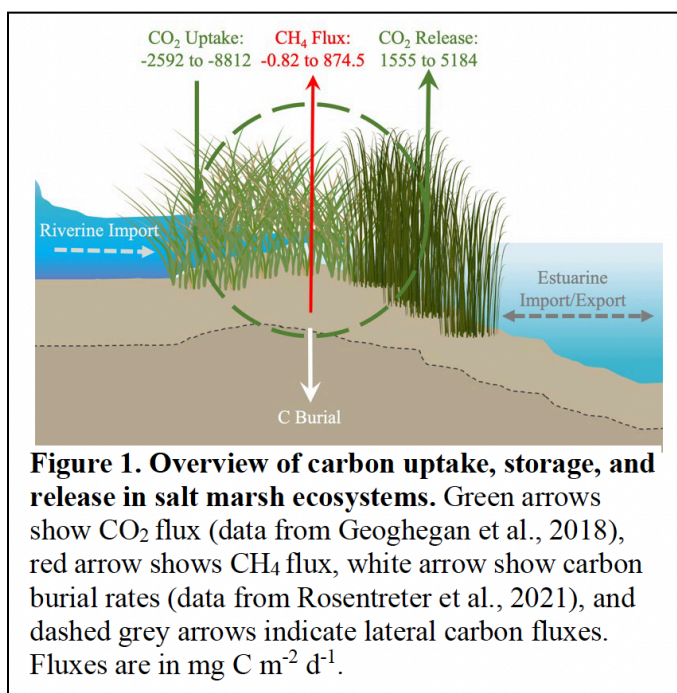 CO₂ Uptake:
-2592 to -8812
CH₄ Flux:
-0.82 to 874.5
CO₂ Release:
1555 to 5184
Riverine Import
Estuarine
Import/Export
C Burial
Figure 1. Overview of carbon uptake, storage, and
release in salt marsh ecosystems. Green arrows
show CO₂ flux (data from Geoghegan et al., 2018),
red arrow shows CH₄ flux, white arrow show carbon
burial rates (data from Rosentreter et al., 2021), and
dashed grey arrows indicate lateral carbon fluxes.
Fluxes are in mg C m⁻² d⁻¹.